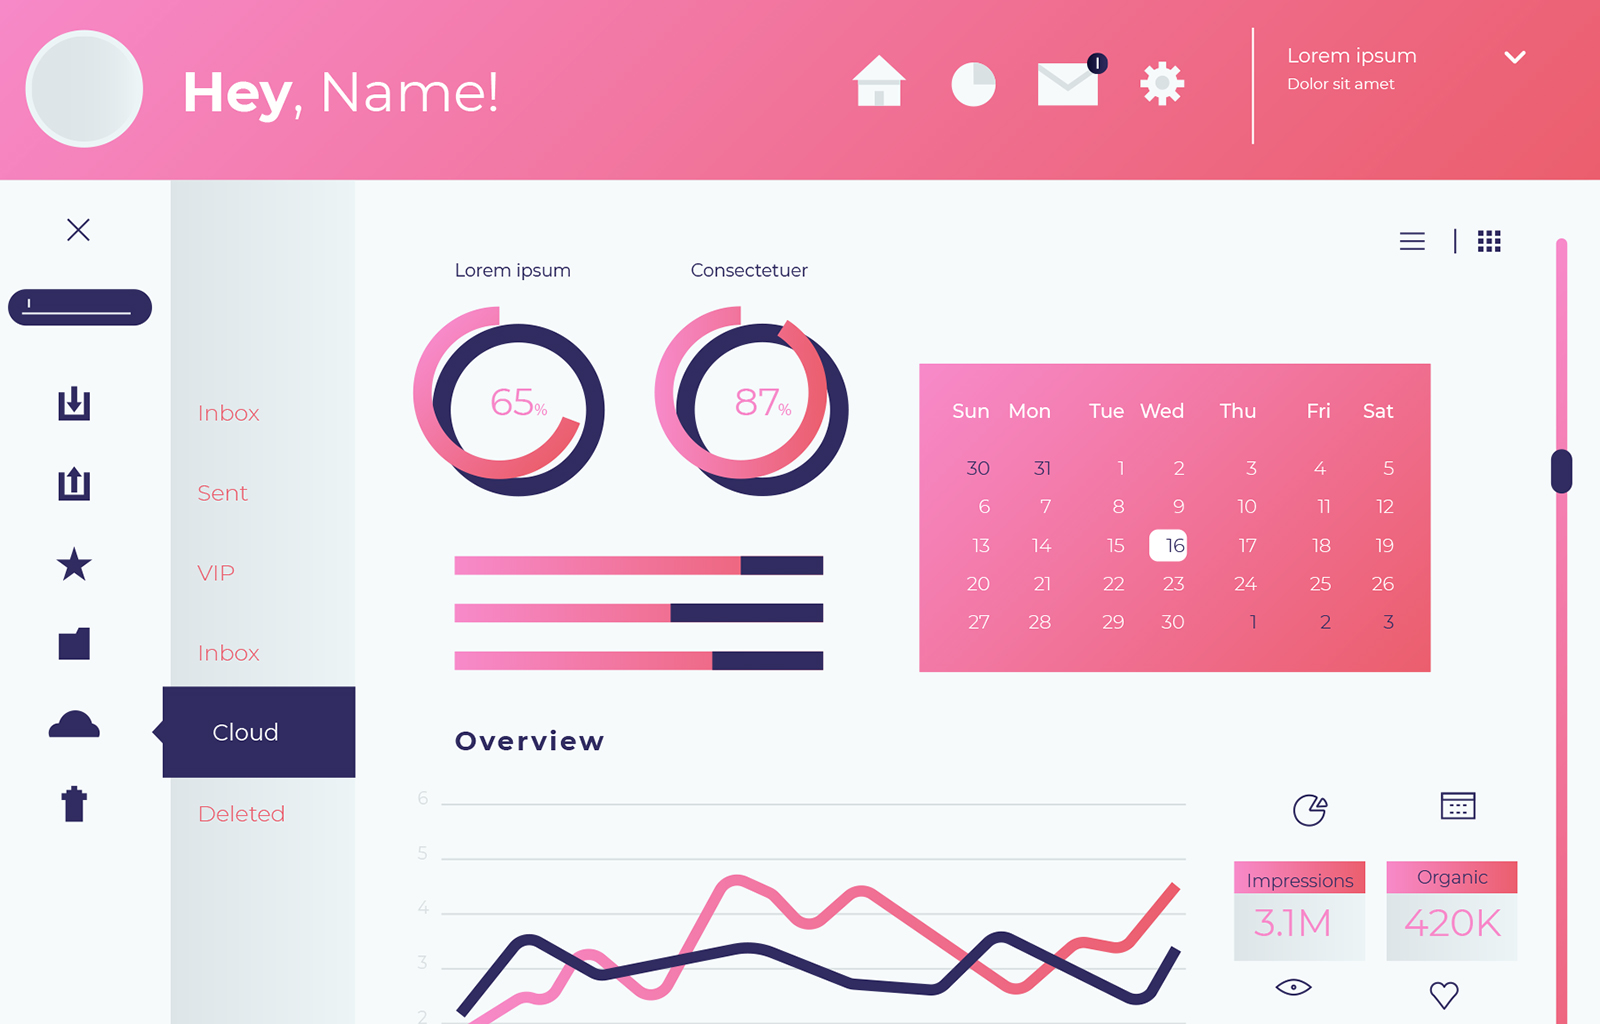 Hey, Name!
Lorem ipsum
Dolor sit amet
Lorem ipsum
Consectetuer
65%
87%
Inbox
Sent
VIP
Inbox
Cloud
Deleted
Sun Mon Tue Wed Thu Fri Sat
30 31 1 2 3 4 5
6 7 8 9 10 11 12
13 14 15 16 17 18 19
20 21 22 23 24 25 26
27 28 29 30 1 2 3
Overview
6
5
4
3
2
Impressions
3.1M
Organic
420K